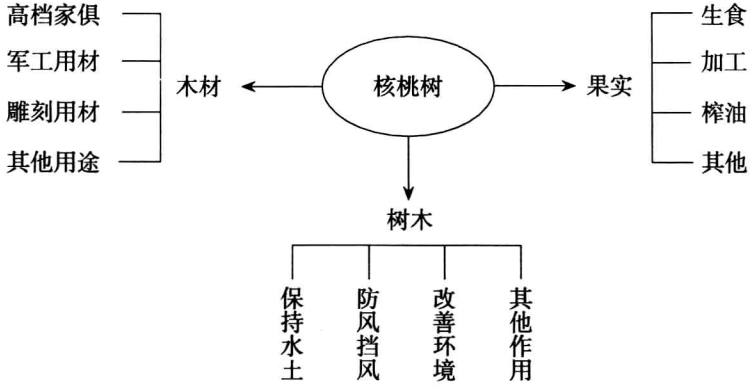 高档家俱
军工用材
雕刻用材
其他用途
木材
核桃树
果实
生食
加工
榨油
其他
树木
保持水土
防风挡风
改善环境
其他作用